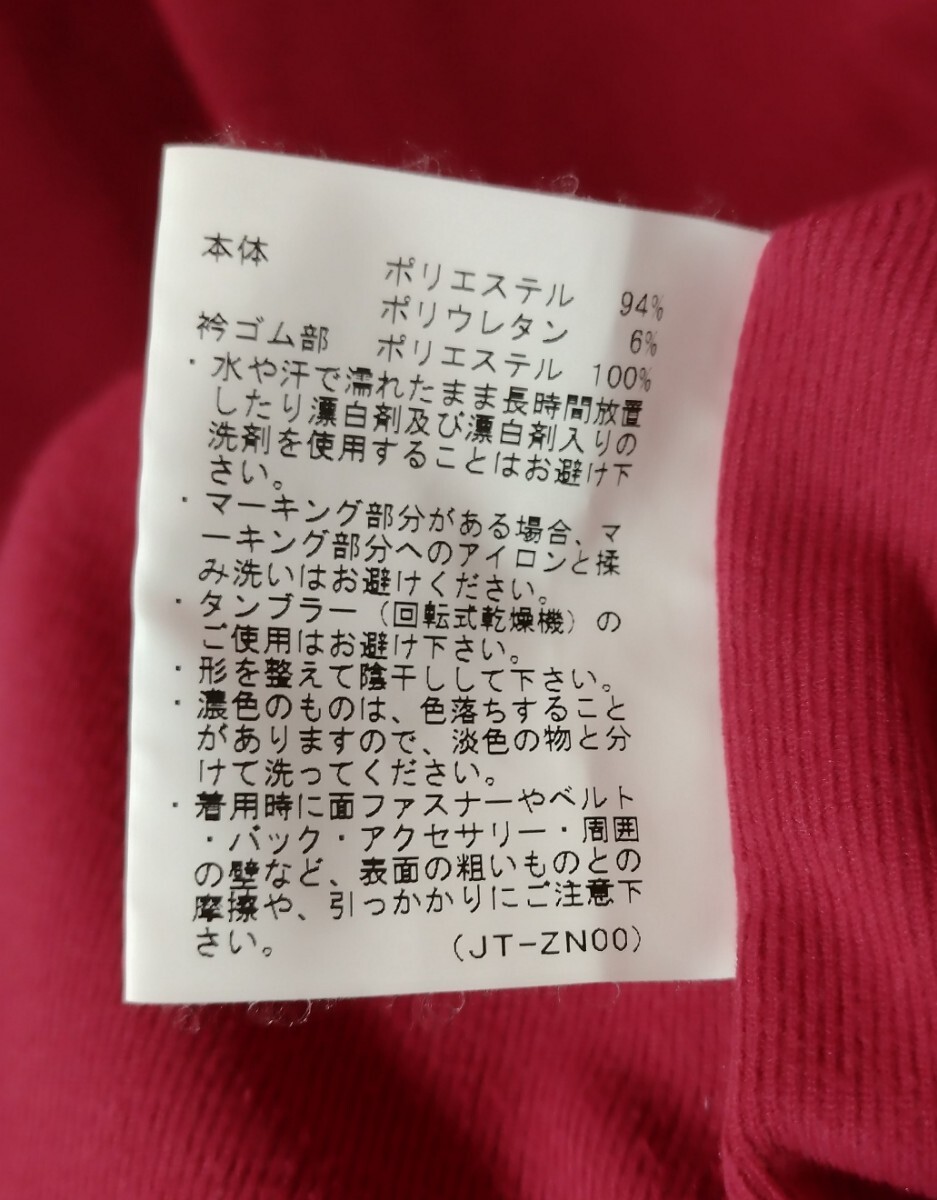 本体 ポリエステル 94%
ポリウレタン 6%
衿ゴム部 ポリエステル 100%
・水や汗で濡れたまま長時間放置
したり漂白剤及び漂白剤入りの
洗剤を使用することはお避け下
さい。
・マーキング部分がある場合、マ
ーキング部分へのアイロンと揉
み洗いはお避けください。
・タンブラー(回転式乾燥機)の
ご使用はお避け下さい。
・形を整えて陰干しして下さい。
・濃色のものは、色落ちすること
がありますので、淡色の物と分
けて洗ってください。
・着用時に面ファスナーやベルト
・バック・アクセサリー・周囲
の壁など、表面の粗いものとの
摩擦や、引っかかりにご注意下
さい。 (JT-ZN00)